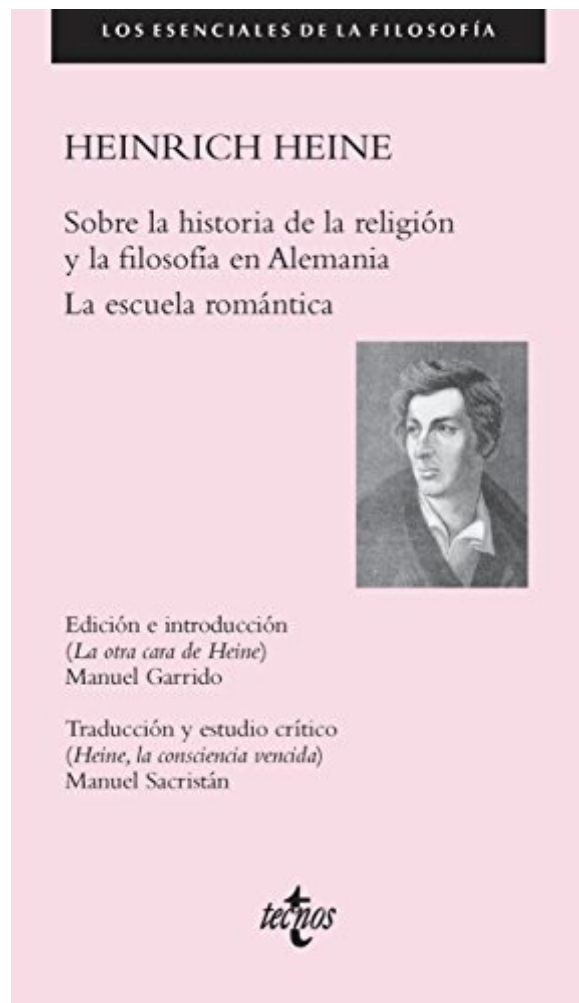 LOS ESENCIALES DE LA FILOSOFÍA
HEINRICH HEINE
Sobre la historia de la religión
y la filosofía en Alemania
La escuela romántica
Edición e introducción
(La otra cara de Heine)
Manuel Garrido
Traducción y estudio crítico
(Heine, la consciencia vencida)
Manuel Sacristán
tecnos